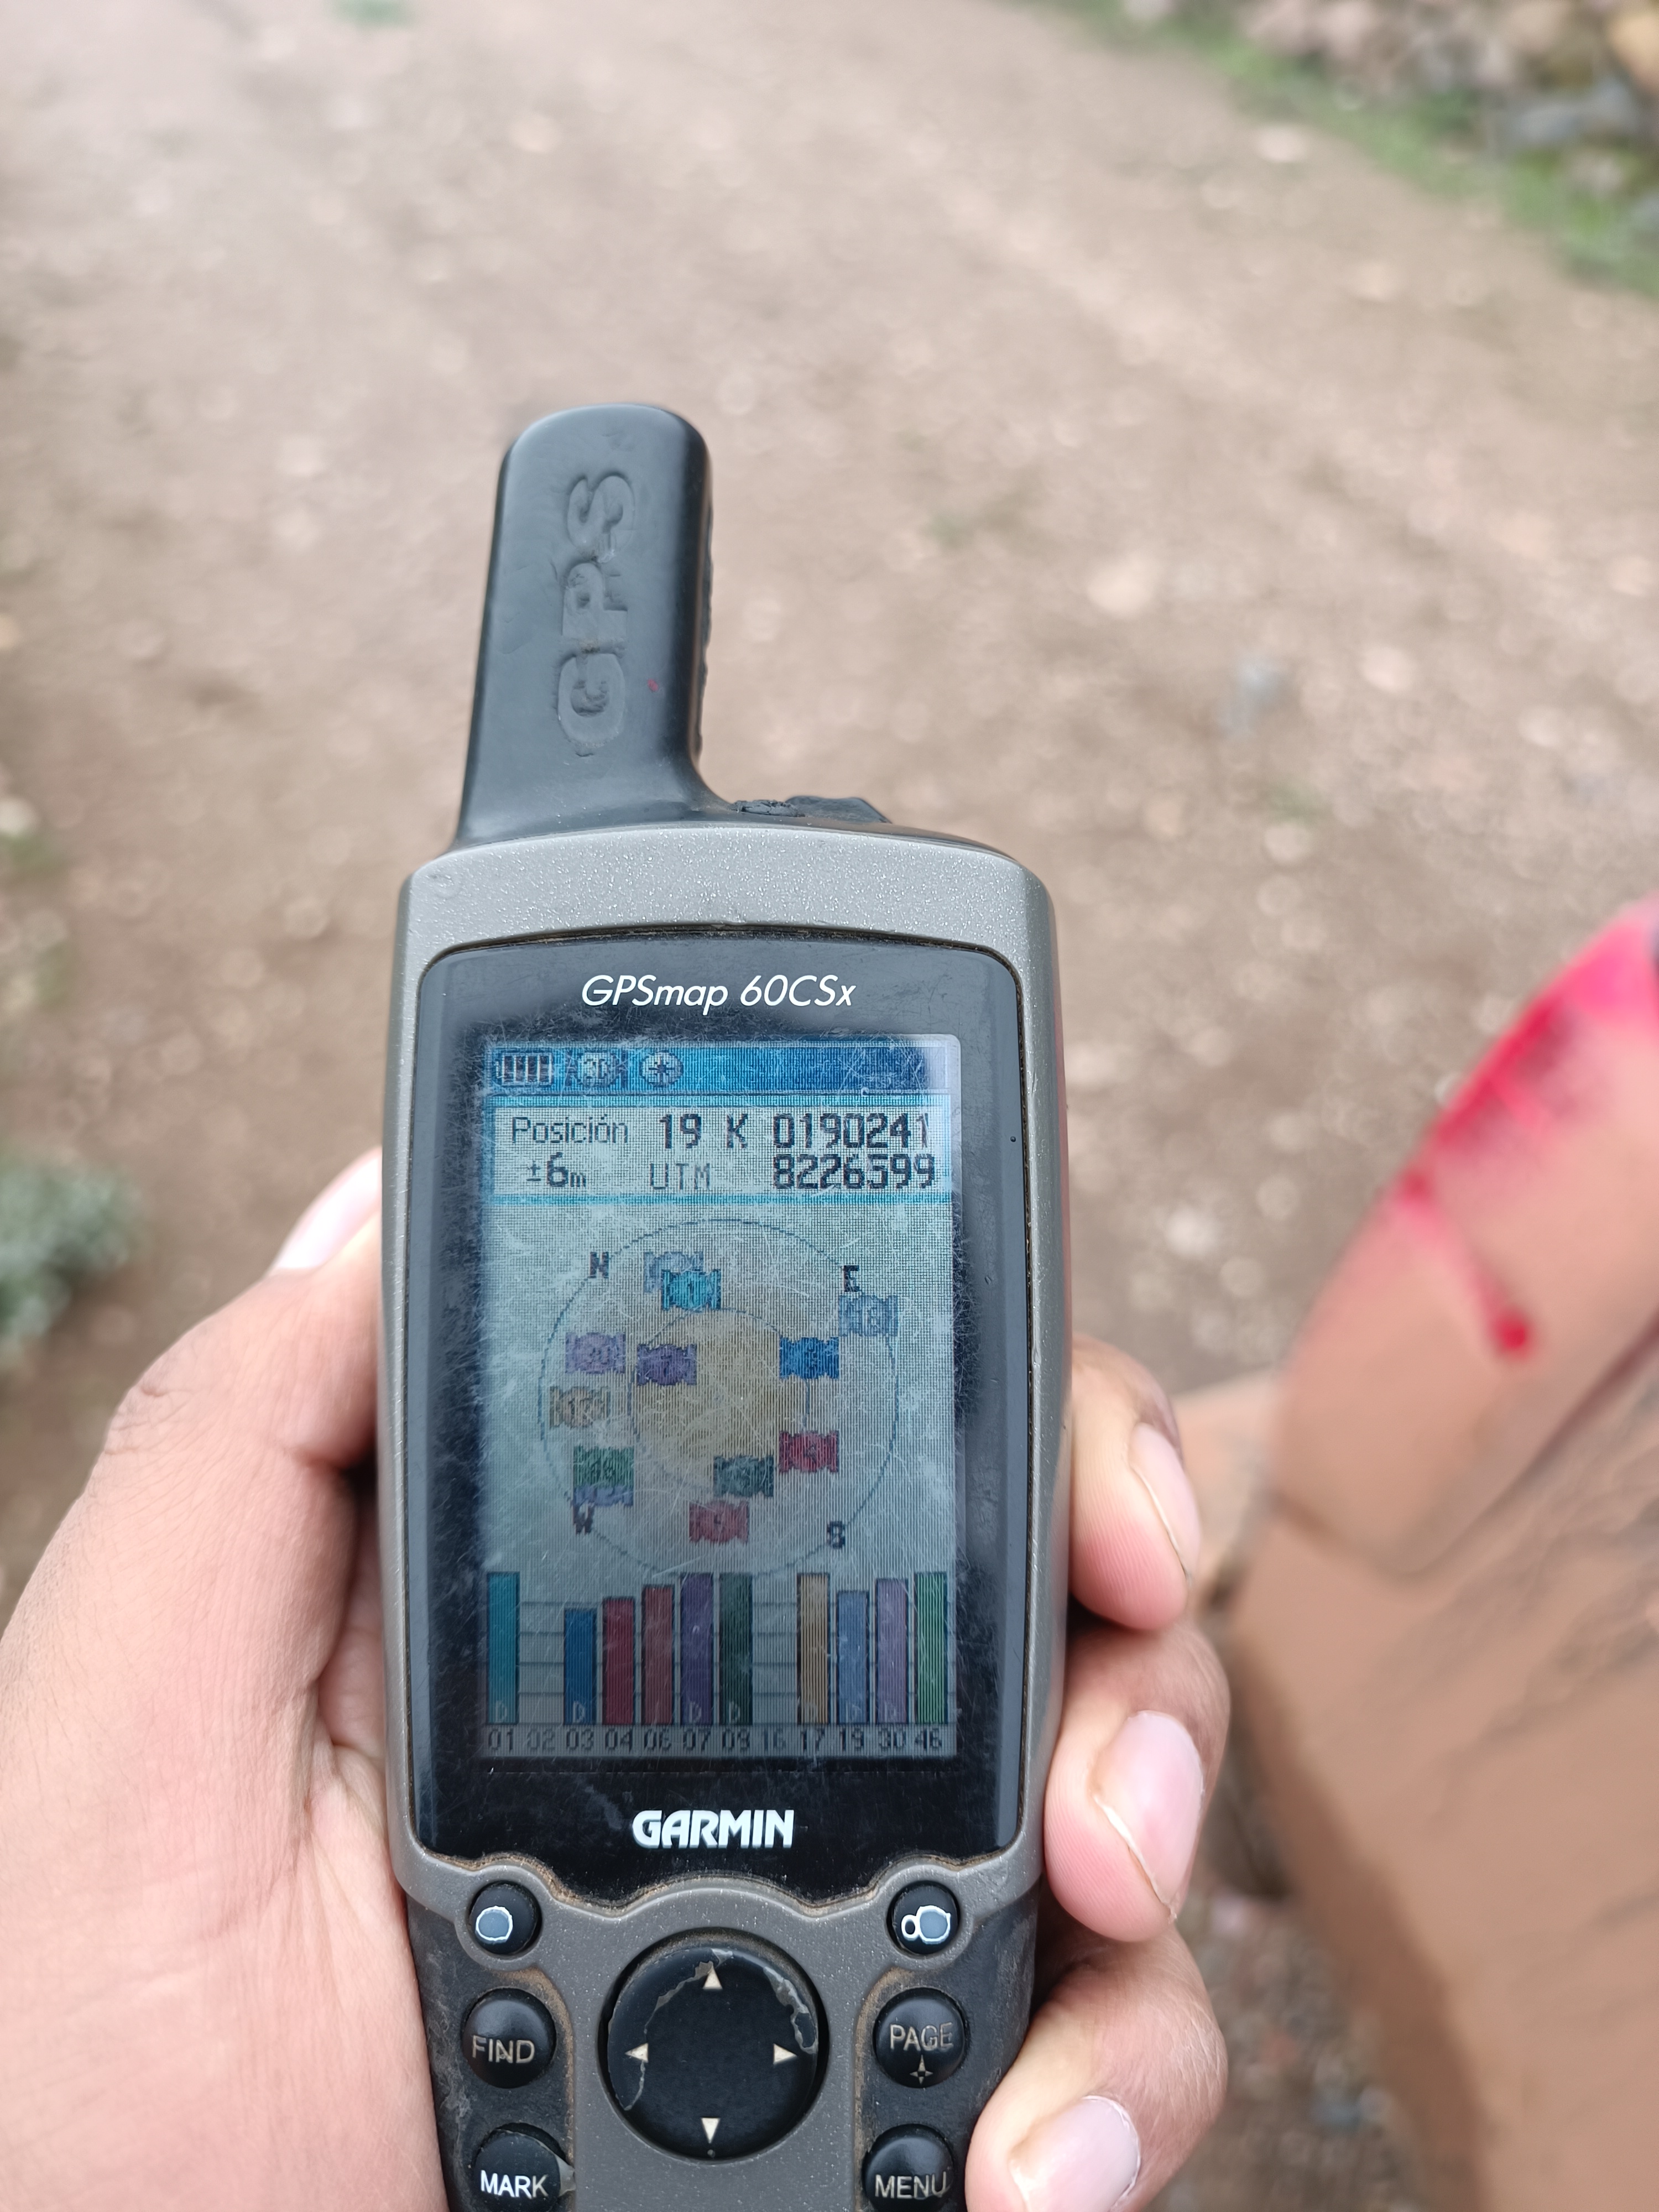 GPS
GPSmap 60CSx
Posición 19 K 0190241
±6m UTM 8226599
N
E
W
S
D D D D D D D
01 02 03 04 06 07 09 16 17 19 30 46
GARMIN
FIND
PAGE
MARK
MENU